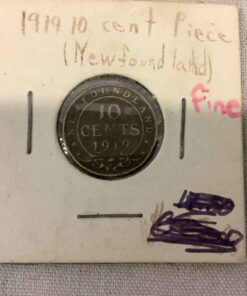 1919 10 cent Piece
(Newfoundland)
Fine
NEWFOUNDLAND
10
CENTS
1919